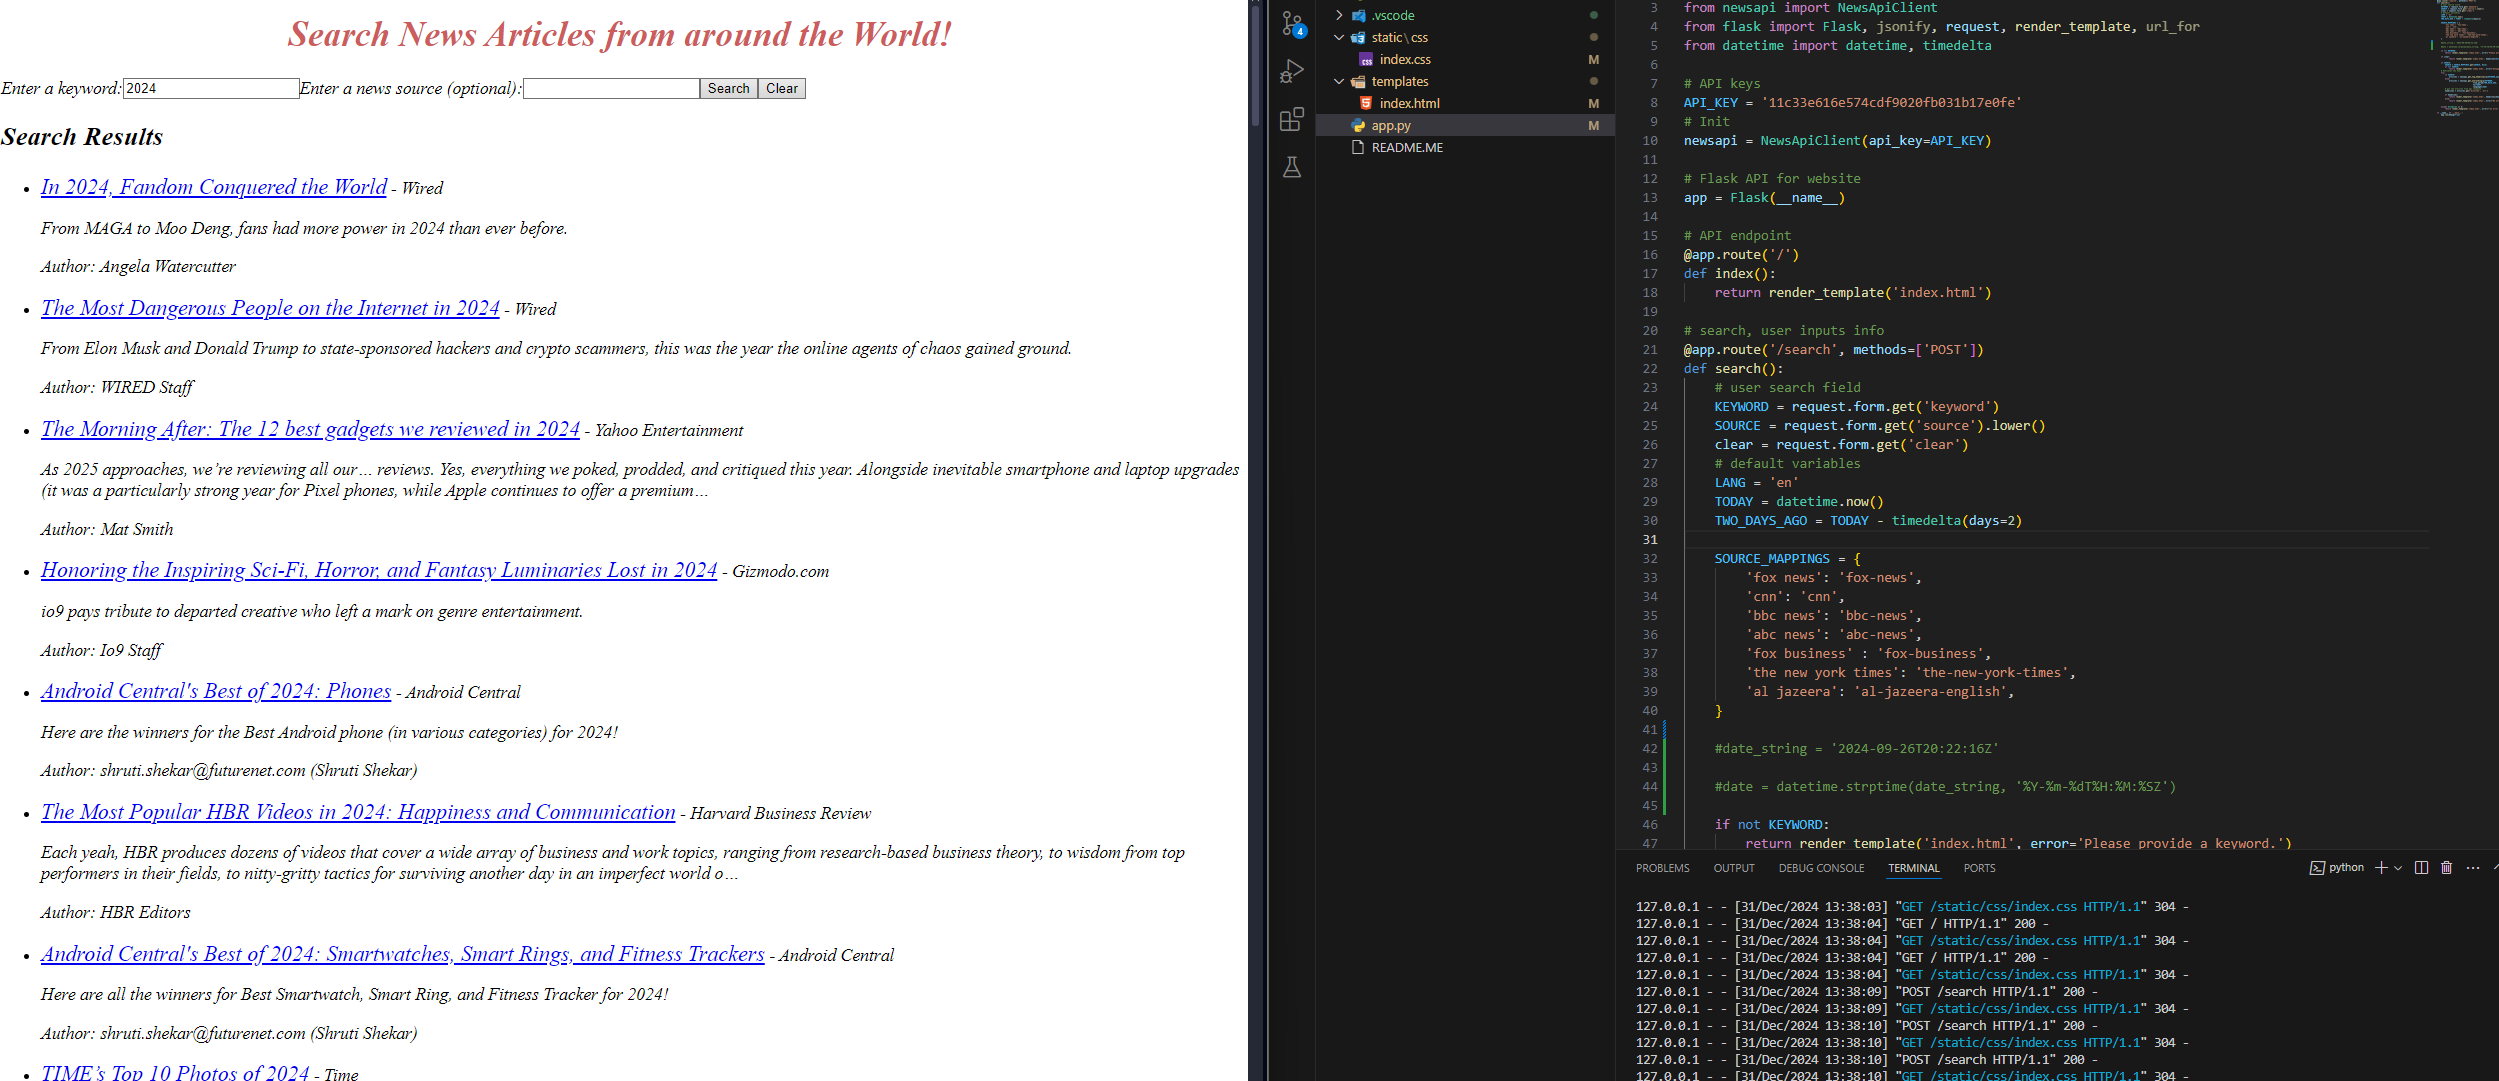 Search News Articles from around the World!
Enter a keyword: 2024 Enter a news source (optional): Search Clear
Search Results
In 2024, Fandom Conquered the World - Wired
From MAGA to Moo Deng, fans had more power in 2024 than ever before.
Author: Angela Watercutter
The Most Dangerous People on the Internet in 2024 - Wired
From Elon Musk and Donald Trump to state-sponsored hackers and crypto scammers, this was the year the online agents of chaos gained ground.
Author: WIRED Staff
The Morning After: The 12 best gadgets we reviewed in 2024 - Yahoo Entertainment
As 2025 approaches, we’re reviewing all our… reviews. Yes, everything we poked, prodded, and critiqued this year. Alongside inevitable smartphone and laptop upgrades
(it was a particularly strong year for Pixel phones, while Apple continues to offer a premium…
Author: Mat Smith
Honoring the Inspiring Sci-Fi, Horror, and Fantasy Luminaries Lost in 2024 - Gizmodo.com
io9 pays tribute to departed creative who left a mark on genre entertainment.
Author: Io9 Staff
Android Central's Best of 2024: Phones - Android Central
Here are the winners for the Best Android phone (in various categories) for 2024!
Author: shruti.shekar@futurenet.com (Shruti Shekar)
The Most Popular HBR Videos in 2024: Happiness and Communication - Harvard Business Review
Each yeah, HBR produces dozens of videos that cover a wide array of business and work topics, ranging from research-based business theory, to wisdom from top
performers in their fields, to nitty-gritty tactics for surviving another day in an imperfect world o…
Author: HBR Editors
Android Central's Best of 2024: Smartwatches, Smart Rings, and Fitness Trackers - Android Central
Here are all the winners for Best Smartwatch, Smart Ring, and Fitness Tracker for 2024!
Author: shruti.shekar@futurenet.com (Shruti Shekar)
TIME’s Top 10 Photos of 2024 - Time
4
.vscode
static\css
index.css M
templates
index.html M
app.py M
README.ME
3 from newsapi import NewsApiClient
4 from flask import Flask, jsonify, request, render_template, url_for
5 from datetime import datetime, timedelta
6
7 # API keys
8 API_KEY = '11c33e616e574cdf9020fb031b17e0fe'
9 # Init
10 newsapi = NewsApiClient(api_key=API_KEY)
11
12 # Flask API for website
13 app = Flask(__name__)
14
15 # API endpoint
16 @app.route('/')
17 def index():
18 return render_template('index.html')
19
20 # search, user inputs info
21 @app.route('/search', methods=['POST'])
22 def search():
23 # user search field
24 KEYWORD = request.form.get('keyword')
25 SOURCE = request.form.get('source').lower()
26 clear = request.form.get('clear')
27 # default variables
28 LANG = 'en'
29 TODAY = datetime.now()
30 TWO_DAYS_AGO = TODAY - timedelta(days=2)
31
32 SOURCE_MAPPINGS = {
33 'fox news': 'fox-news',
34 'cnn': 'cnn',
35 'bbc news': 'bbc-news',
36 'abc news': 'abc-news',
37 'fox business' : 'fox-business',
38 'the new york times': 'the-new-york-times',
39 'al jazeera': 'al-jazeera-english',
40 }
41
42 #date_string = '2024-09-26T20:22:16Z'
43
44 #date = datetime.strptime(date_string, '%Y-%m-%dT%H:%M:%SZ')
45
46 if not KEYWORD:
47 return render_template('index.html', error='Please provide a keyword.')
PROBLEMS OUTPUT DEBUG CONSOLE TERMINAL PORTS python
127.0.0.1 - - [31/Dec/2024 13:38:03] "GET /static/css/index.css HTTP/1.1" 304 -
127.0.0.1 - - [31/Dec/2024 13:38:04] "GET / HTTP/1.1" 200 -
127.0.0.1 - - [31/Dec/2024 13:38:04] "GET /static/css/index.css HTTP/1.1" 304 -
127.0.0.1 - - [31/Dec/2024 13:38:04] "GET / HTTP/1.1" 200 -
127.0.0.1 - - [31/Dec/2024 13:38:04] "GET /static/css/index.css HTTP/1.1" 304 -
127.0.0.1 - - [31/Dec/2024 13:38:09] "POST /search HTTP/1.1" 200 -
127.0.0.1 - - [31/Dec/2024 13:38:09] "GET /static/css/index.css HTTP/1.1" 304 -
127.0.0.1 - - [31/Dec/2024 13:38:10] "POST /search HTTP/1.1" 200 -
127.0.0.1 - - [31/Dec/2024 13:38:10] "GET /static/css/index.css HTTP/1.1" 304 -
127.0.0.1 - - [31/Dec/2024 13:38:10] "POST /search HTTP/1.1" 200 -
127.0.0.1 - - [31/Dec/2024 13:38:10] "GET /static/css/index.css HTTP/1.1" 304 -